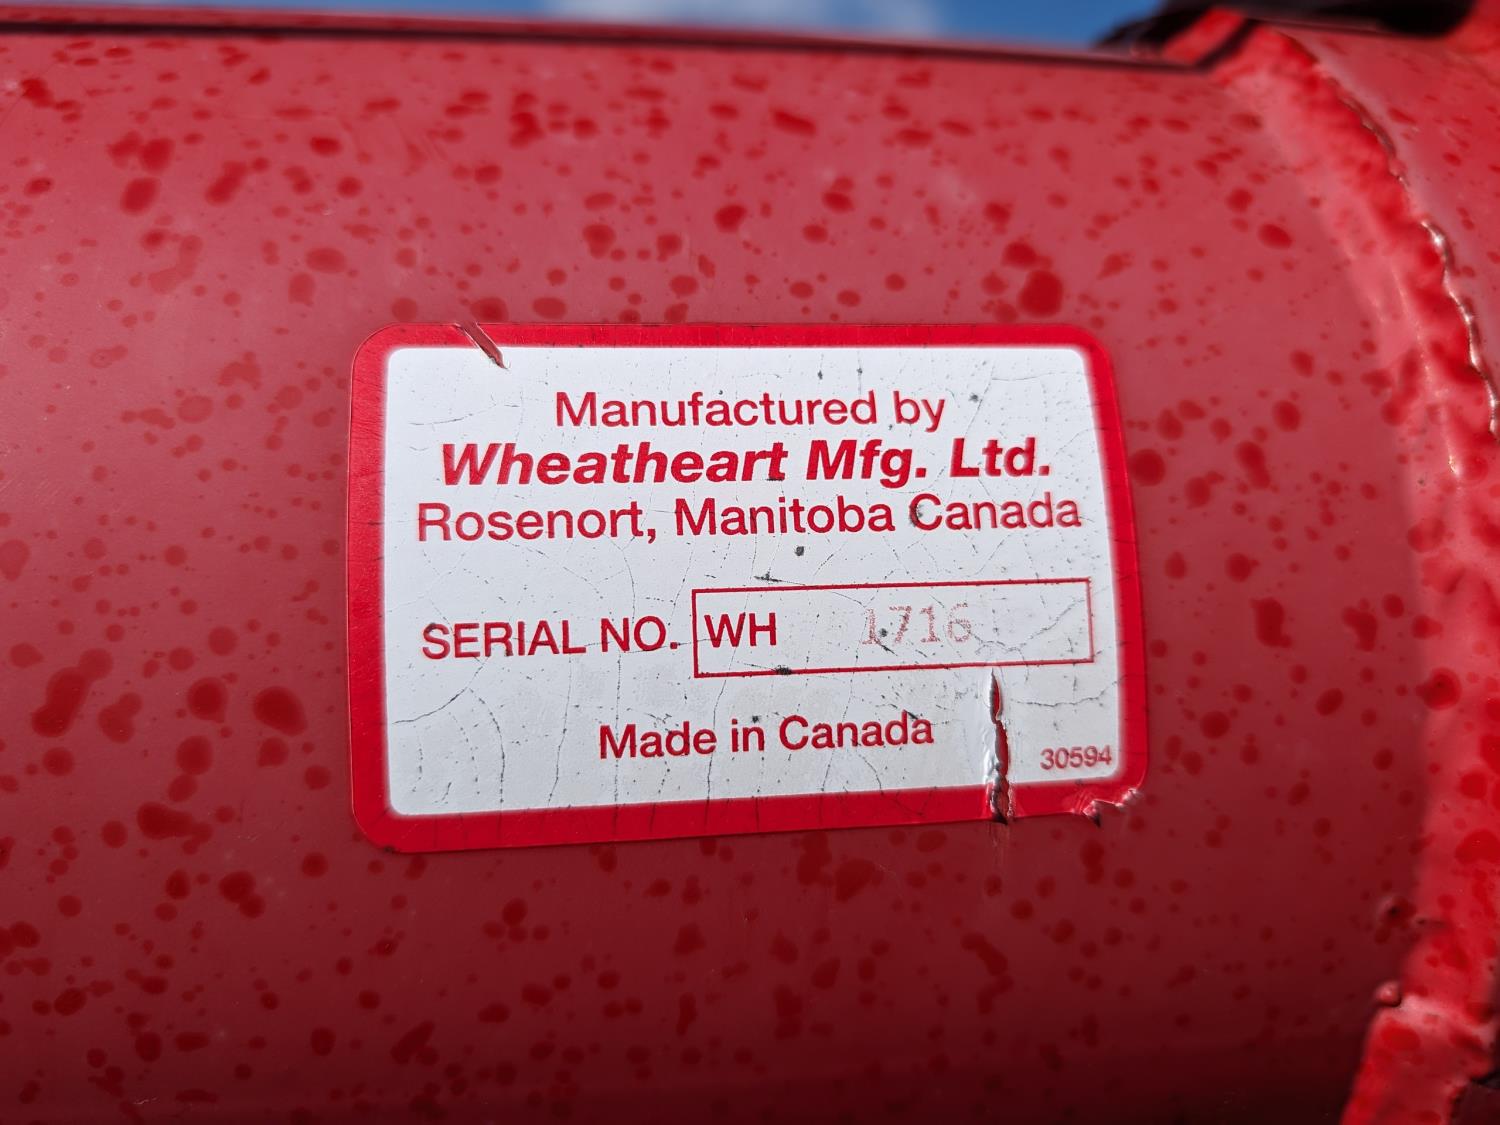 Manufactured by
Wheatheart Mfg. Ltd.
Rosenort, Manitoba Canada
SERIAL NO. WH 1716
Made in Canada
30594